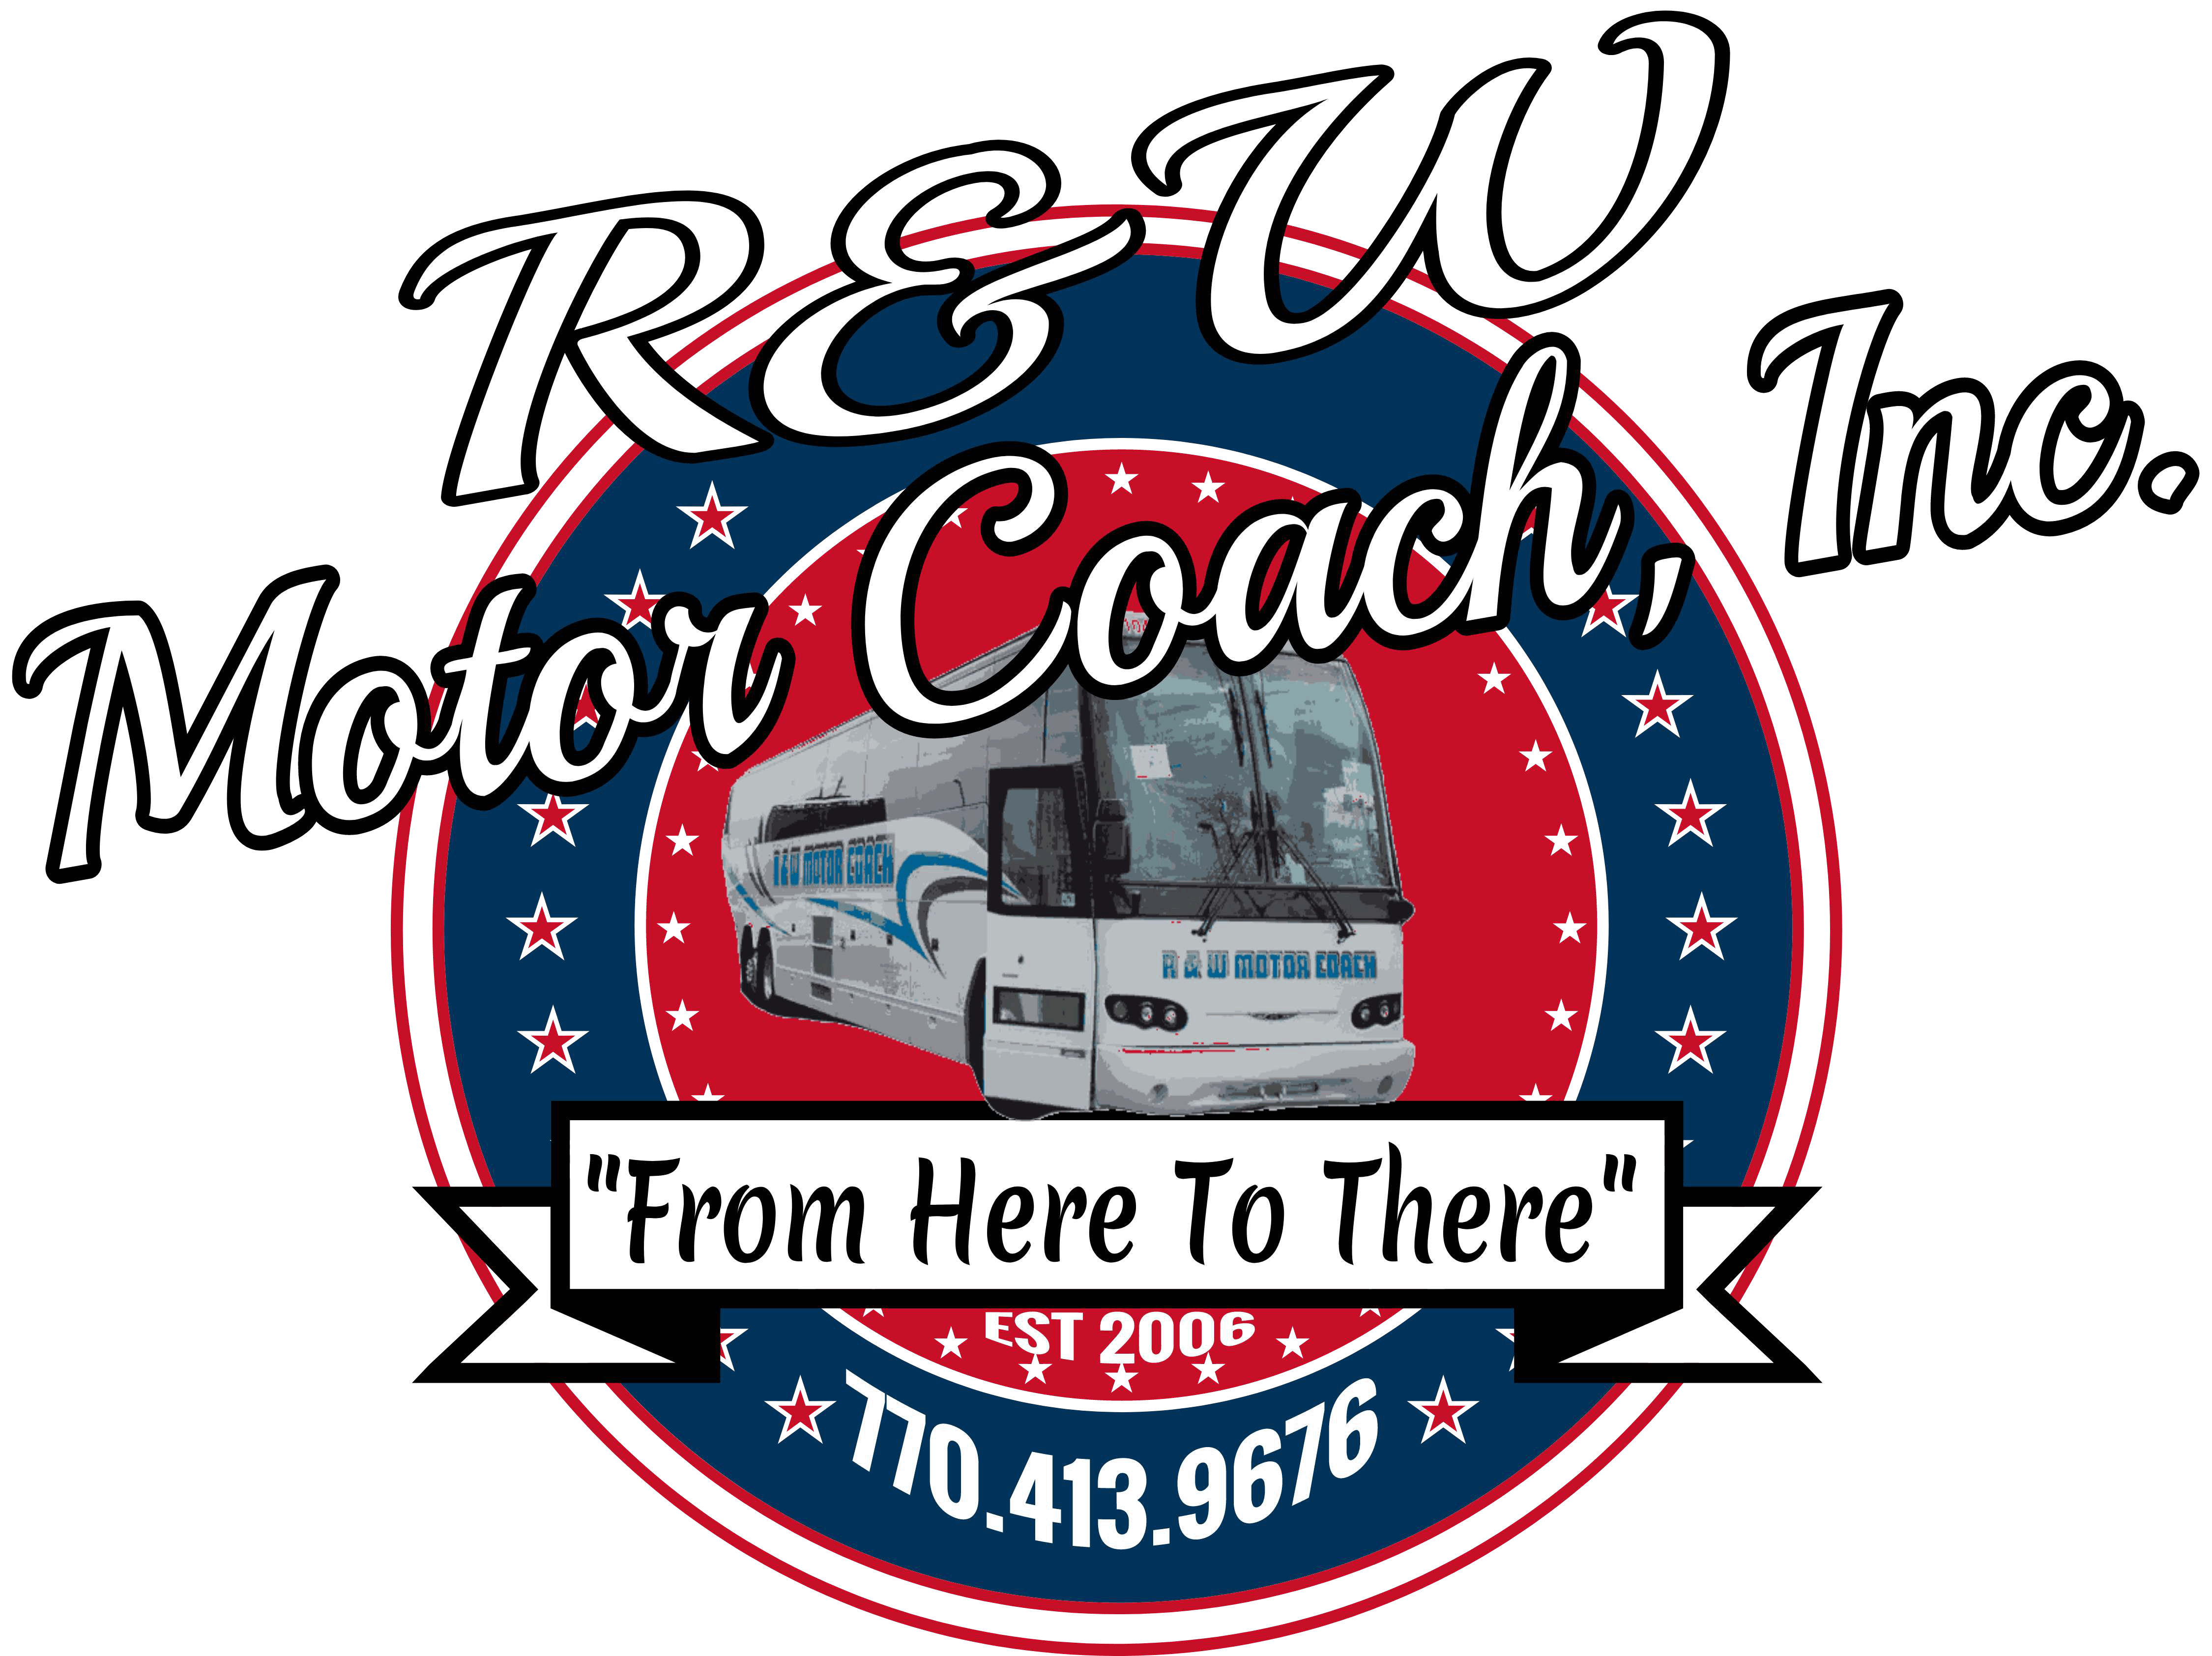 R & W
Motor Coach, Inc.
R & W MOTOR COACH
R & W MOTOR COACH
"From Here To There"
EST 2006
770.413.9676